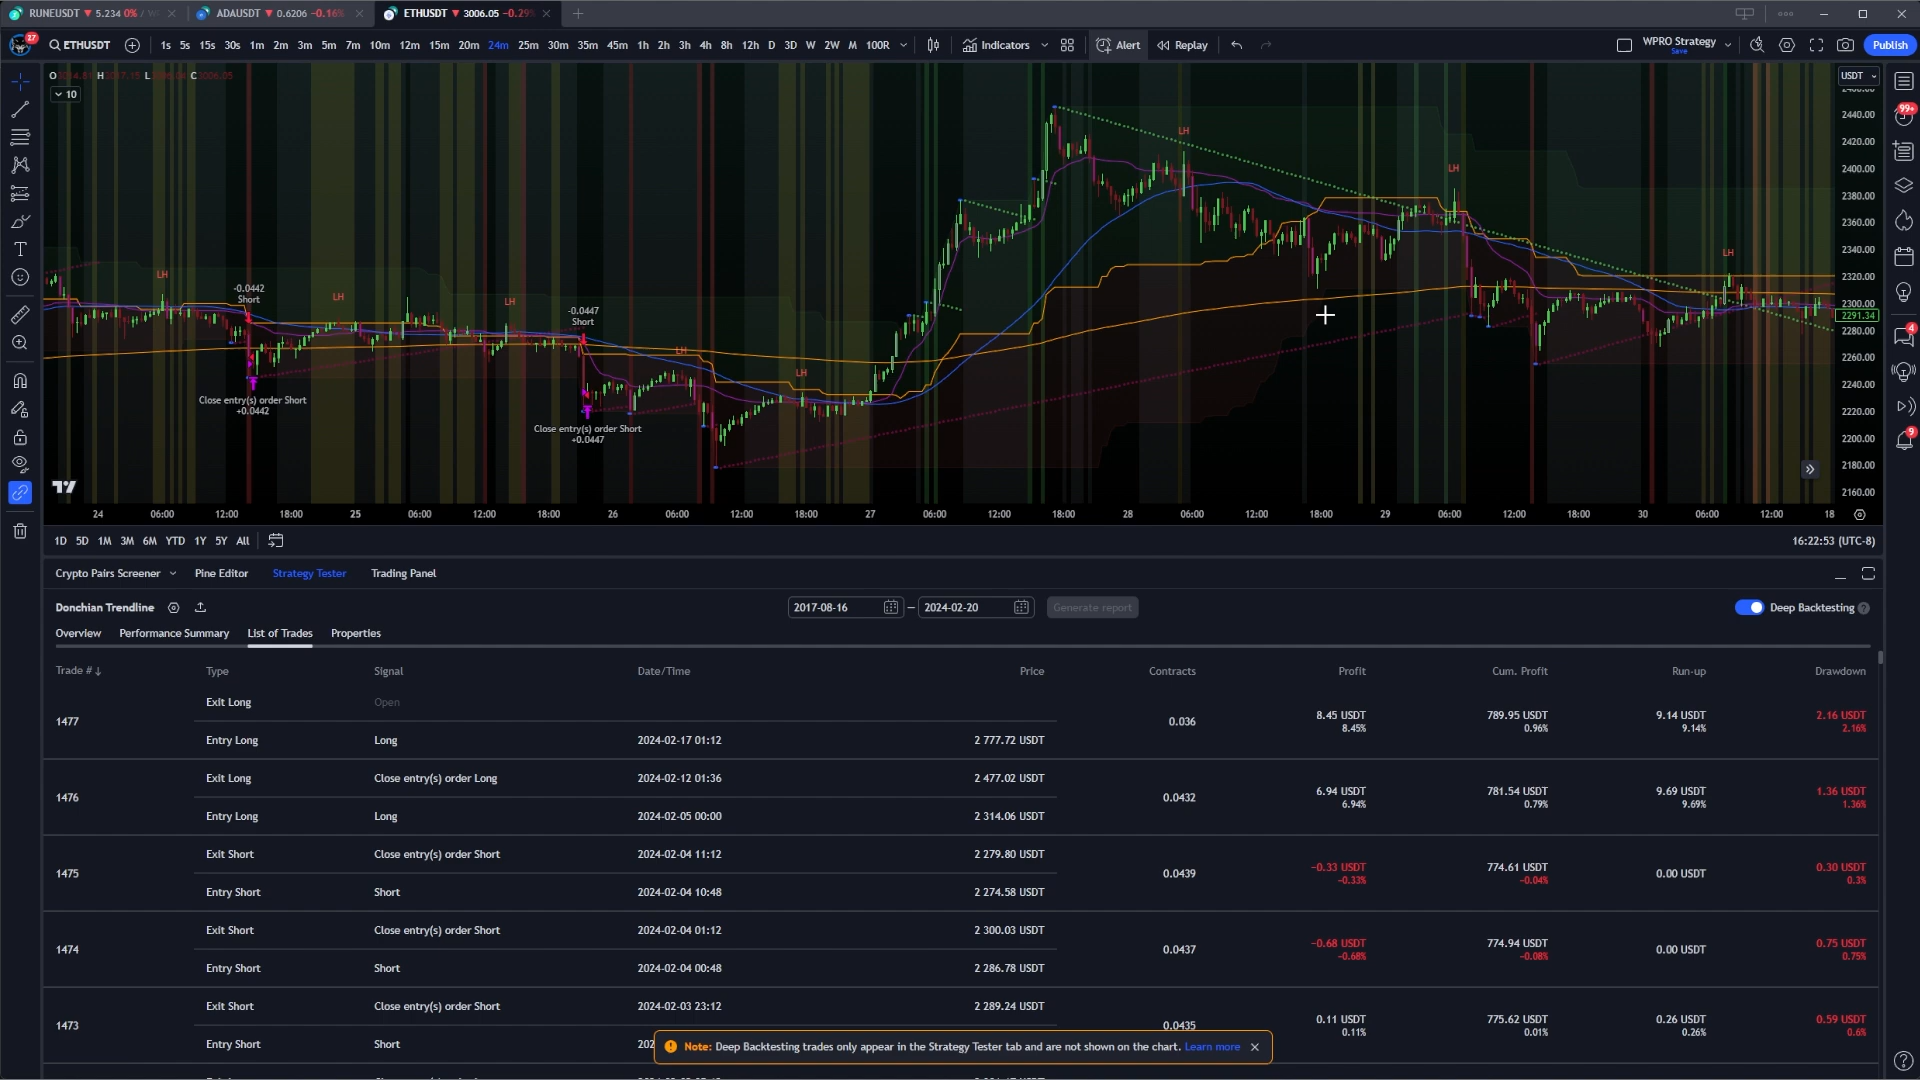 RUNEUSDT ▼ 5.234 0% / W
ADAUSDT ▼ 0.6206 −0.16%
ETHUSDT ▼ 3006.05 −0.29%
27
ETHUSDT
1s 5s 15s 30s 1m 2m 3m 5m 7m 10m 12m 15m 20m 24m 25m 30m 35m 45m 1h 2h 3h 4h 8h 12h D 3D W 2W M 100R
Indicators
Alert
Replay
WPRO Strategy
Save
Publish
H L C3006.05
10
USDT
2440.00
2420.00
2400.00
2380.00
2360.00
2340.00
2320.00
2300.00
2291.34
2280.00
2260.00
2240.00
2220.00
2200.00
2180.00
2160.00
99+
4
9
LH
LH
LH
LH
LH
LH
LH
LH
-0.0442
Short
Close entry(s) order Short
+0.0442
-0.0447
Short
Close entry(s) order Short
+0.0447
24 06:00 12:00 18:00 25 06:00 12:00 18:00 26 06:00 12:00 18:00 27 06:00 12:00 18:00 28 06:00 12:00 18:00 29 06:00 12:00 18:00 30 06:00 12:00 18
1D 5D 1M 3M 6M YTD 1Y 5Y All
16:22:53 (UTC-8)
Crypto Pairs Screener Pine Editor Strategy Tester Trading Panel
Donchian Trendline
2017-08-16 — 2024-02-20
Generate report
Deep Backtesting
Overview Performance Summary List of Trades Properties
Trade # ↓ Type Signal Date/Time Price Contracts Profit Cum. Profit Run-up Drawdown
1477
Exit Long Open
Entry Long Long 2024-02-17 01:12 2 777.72 USDT
0.036
8.45 USDT
8.45%
789.95 USDT
0.96%
9.14 USDT
9.14%
2.16 USDT
2.16%
1476
Exit Long Close entry(s) order Long 2024-02-12 01:36 2 477.02 USDT
Entry Long Long 2024-02-05 00:00 2 314.06 USDT
0.0432
6.94 USDT
6.94%
781.54 USDT
0.79%
9.69 USDT
9.69%
1.36 USDT
1.36%
1475
Exit Short Close entry(s) order Short 2024-02-04 11:12 2 279.80 USDT
Entry Short Short 2024-02-04 10:48 2 274.58 USDT
0.0439
−0.33 USDT
−0.33%
774.61 USDT
−0.04%
0.00 USDT
0.30 USDT
0.3%
1474
Exit Short Close entry(s) order Short 2024-02-04 01:12 2 300.03 USDT
Entry Short Short 2024-02-04 00:48 2 286.78 USDT
0.0437
−0.68 USDT
−0.68%
774.94 USDT
−0.08%
0.00 USDT
0.75 USDT
0.75%
1473
Exit Short Close entry(s) order Short 2024-02-03 23:12 2 289.24 USDT
Entry Short Short 202
0.0435
0.11 USDT
0.11%
775.62 USDT
0.01%
0.26 USDT
0.26%
0.59 USDT
0.6%
Note: Deep Backtesting trades only appear in the Strategy Tester tab and are not shown on the chart. Learn more